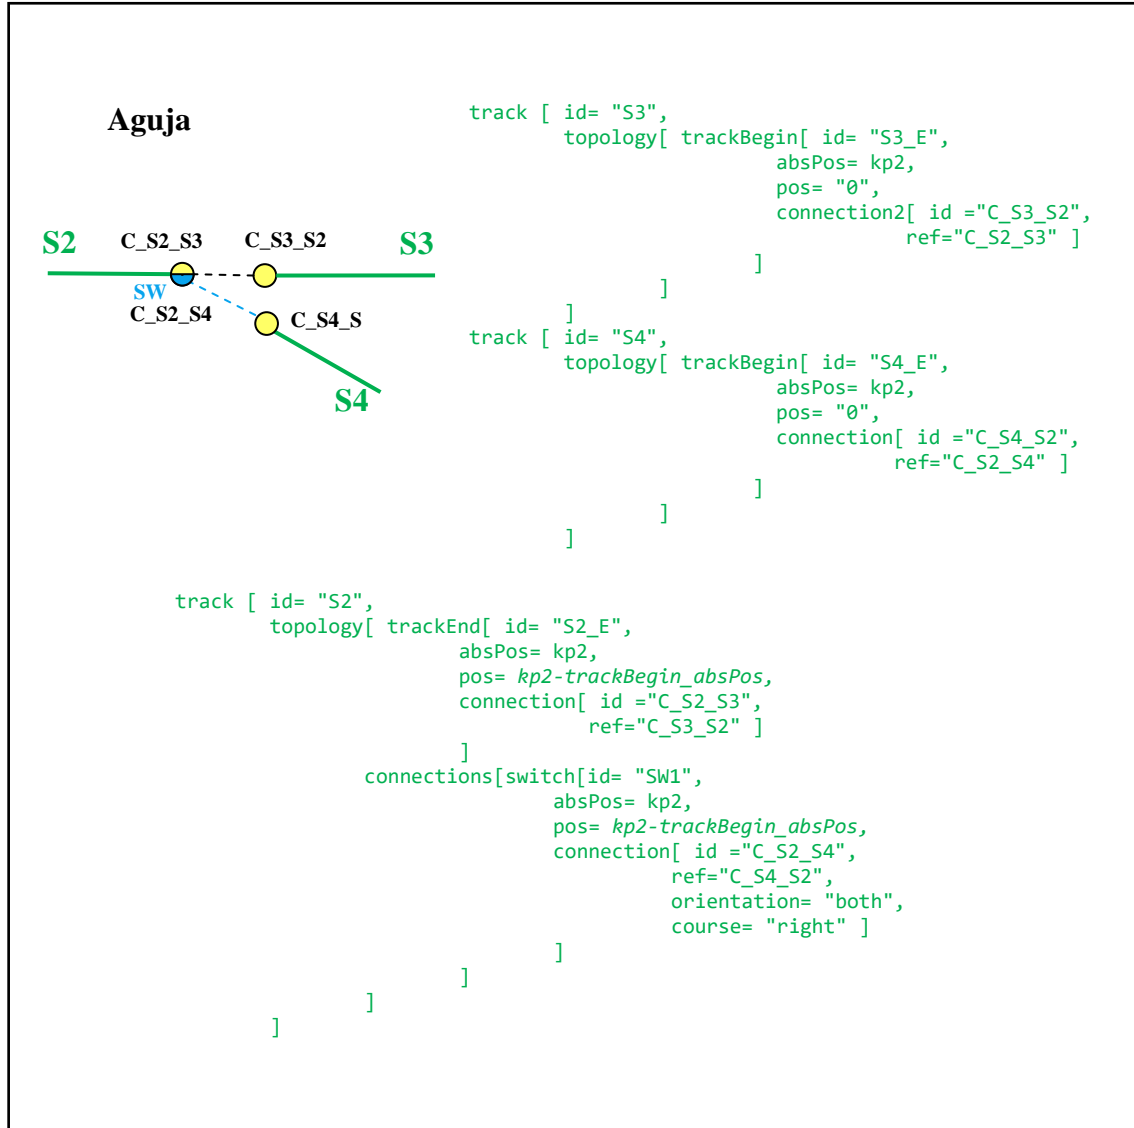 Aguja
S2
C_S2_S3
C_S3_S2
S3
SW
C_S2_S4
C_S4_S
S4
track [ id= "S3",
topology[ trackBegin[ id= "S3_E",
absPos= kp2,
pos= "0",
connection2[ id ="C_S3_S2",
ref="C_S2_S3" ]
]
]
]
track [ id= "S4",
topology[ trackBegin[ id= "S4_E",
absPos= kp2,
pos= "0",
connection[ id ="C_S4_S2",
ref="C_S2_S4" ]
]
]
]
track [ id= "S2",
topology[ trackEnd[ id= "S2_E",
absPos= kp2,
pos= kp2-trackBegin_absPos,
connection[ id ="C_S2_S3",
ref="C_S3_S2" ]
]
connections[switch[id= "SW1",
absPos= kp2,
pos= kp2-trackBegin_absPos,
connection[ id ="C_S2_S4",
ref="C_S4_S2",
orientation= "both",
course= "right" ]
]
]
]
]